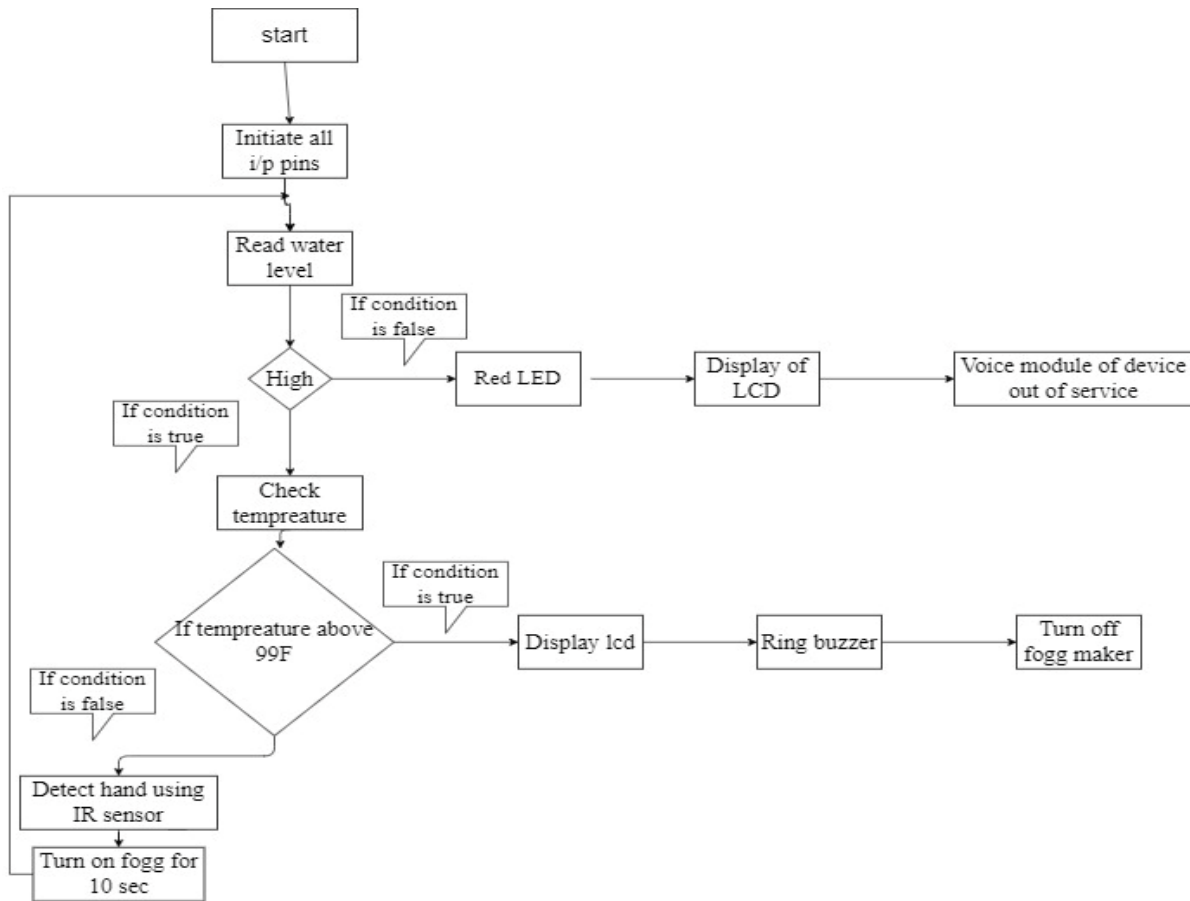 start
Initiate all
i/p pins
Read water
level
If condition
is false
High
Red LED
Display of
LCD
Voice module of device
out of service
If condition
is true
Check
tempreature
If condition
is true
If tempreature above
99F
Display lcd
Ring buzzer
Turn off
fogg maker
If condition
is false
Detect hand using
IR sensor
Turn on fogg for
10 sec